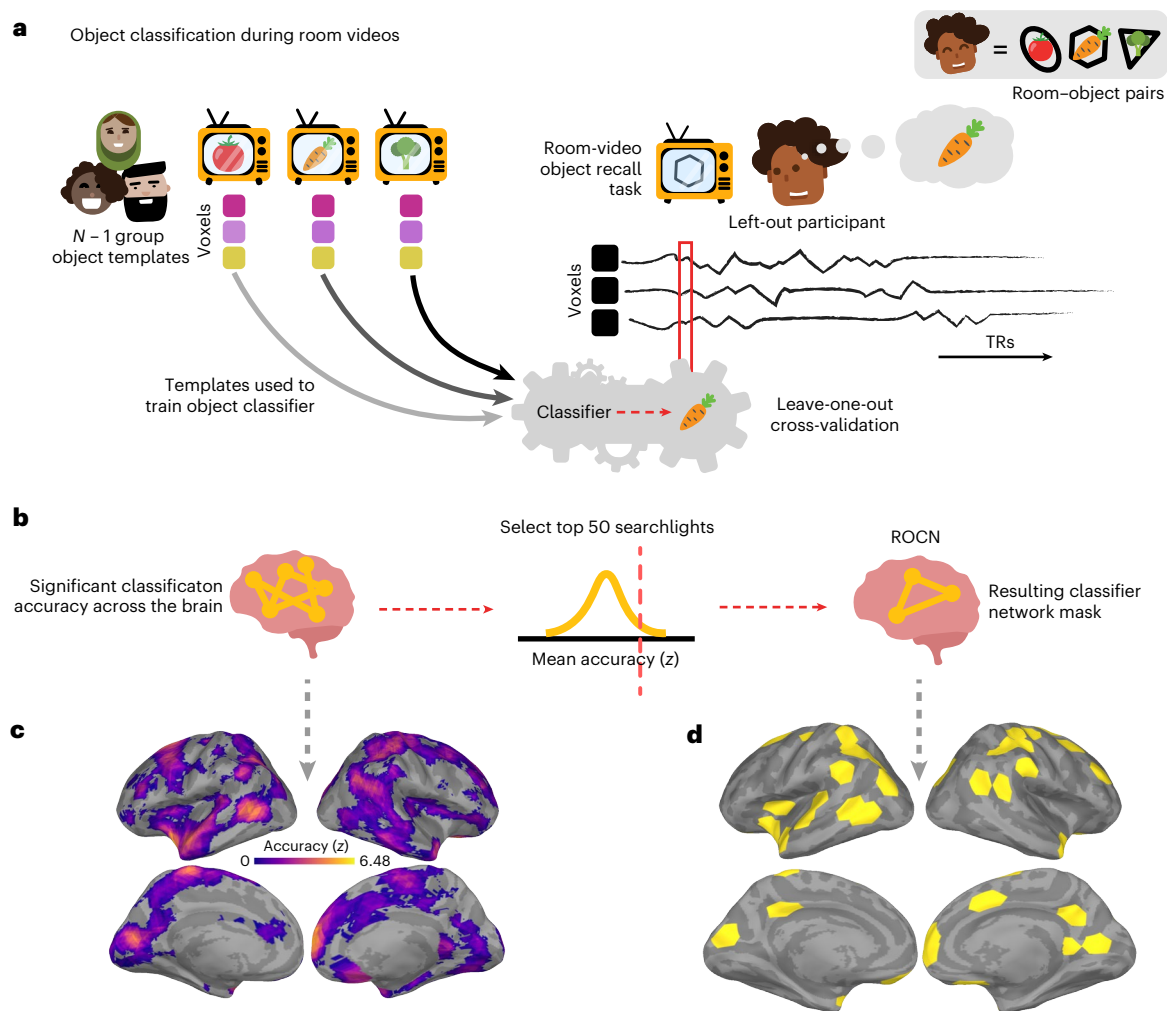 a
Object classification during room videos
=
Room–object pairs
Room-video
object recall
task
Left-out participant
N – 1 group
object templates
Voxels
Voxels
TRs
Templates used to
train object classifier
Classifier
Leave-one-out
cross-validation
b
Select top 50 searchlights
ROCN
Significant classificaton
accuracy across the brain
Resulting classifier
network mask
Mean accuracy (z)
c
d
Accuracy (z)
0 6.48